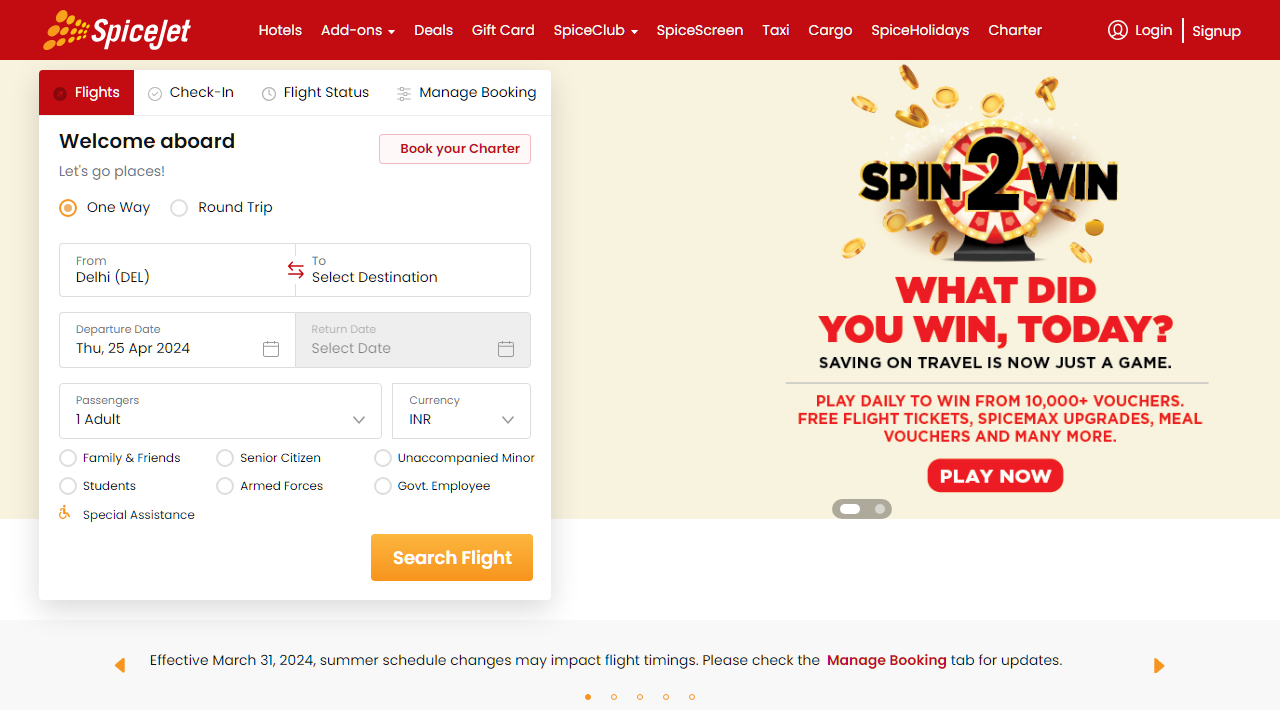 SpiceJet
Hotels Add-ons Deals Gift Card SpiceClub SpiceScreen Taxi Cargo SpiceHolidays Charter Login Signup
Flights Check-In Flight Status Manage Booking
Welcome aboard
Book your Charter
Let's go places!
One Way Round Trip
From To
Delhi (DEL) Select Destination
Departure Date Return Date
Thu, 25 Apr 2024 Select Date
Passengers Currency
1 Adult INR
Family & Friends Senior Citizen Unaccompanied Minor
Students Armed Forces Govt. Employee
Special Assistance
Search Flight
SPIN 2 WIN
WHAT DID
YOU WIN, TODAY?
SAVING ON TRAVEL IS NOW JUST A GAME.
PLAY DAILY TO WIN FROM 10,000+ VOUCHERS.
FREE FLIGHT TICKETS, SPICEMAX UPGRADES, MEAL
VOUCHERS AND MANY MORE.
PLAY NOW
Effective March 31, 2024, summer schedule changes may impact flight timings. Please check the Manage Booking tab for updates.